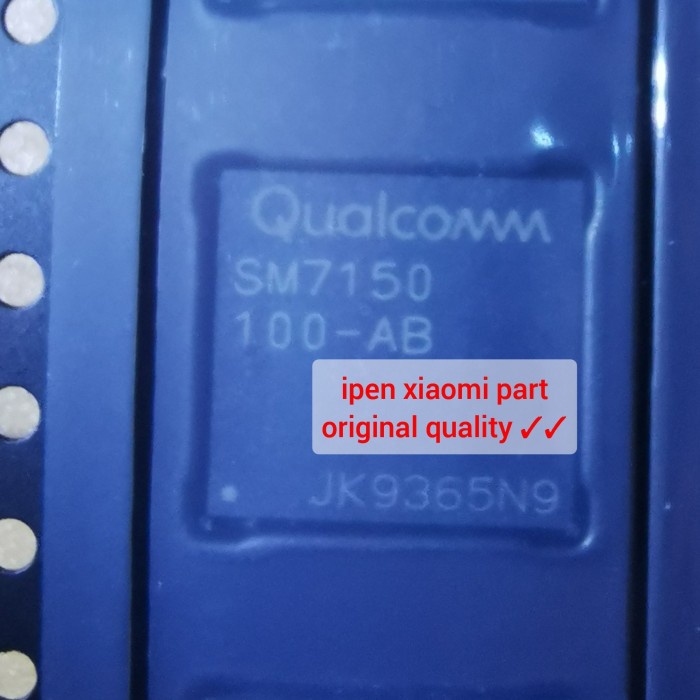 Qualcomm
SM7150
100-AB
ipen xiaomi part
original quality ✓✓
JK9365N9